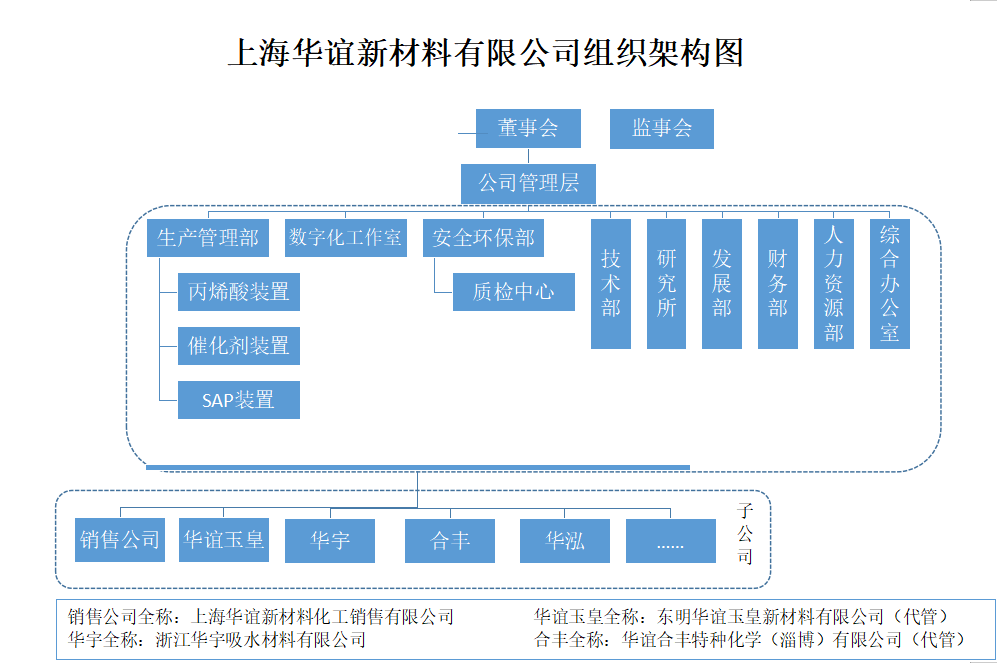 上海华谊新材料有限公司组织架构图
董事会
监事会
公司管理层
生产管理部
数字化工作室
安全环保部
技术部
研究所
发展部
财务部
人力资源部
综合办公室
丙烯酸装置
质检中心
催化剂装置
SAP装置
子公司
销售公司
华谊玉皇
华宇
合丰
华泓
......
销售公司全称：上海华谊新材料化工销售有限公司
华谊玉皇全称：东明华谊玉皇新材料有限公司（代管）
华宇全称：浙江华宇吸水材料有限公司
合丰全称：华谊合丰特种化学（淄博）有限公司（代管）